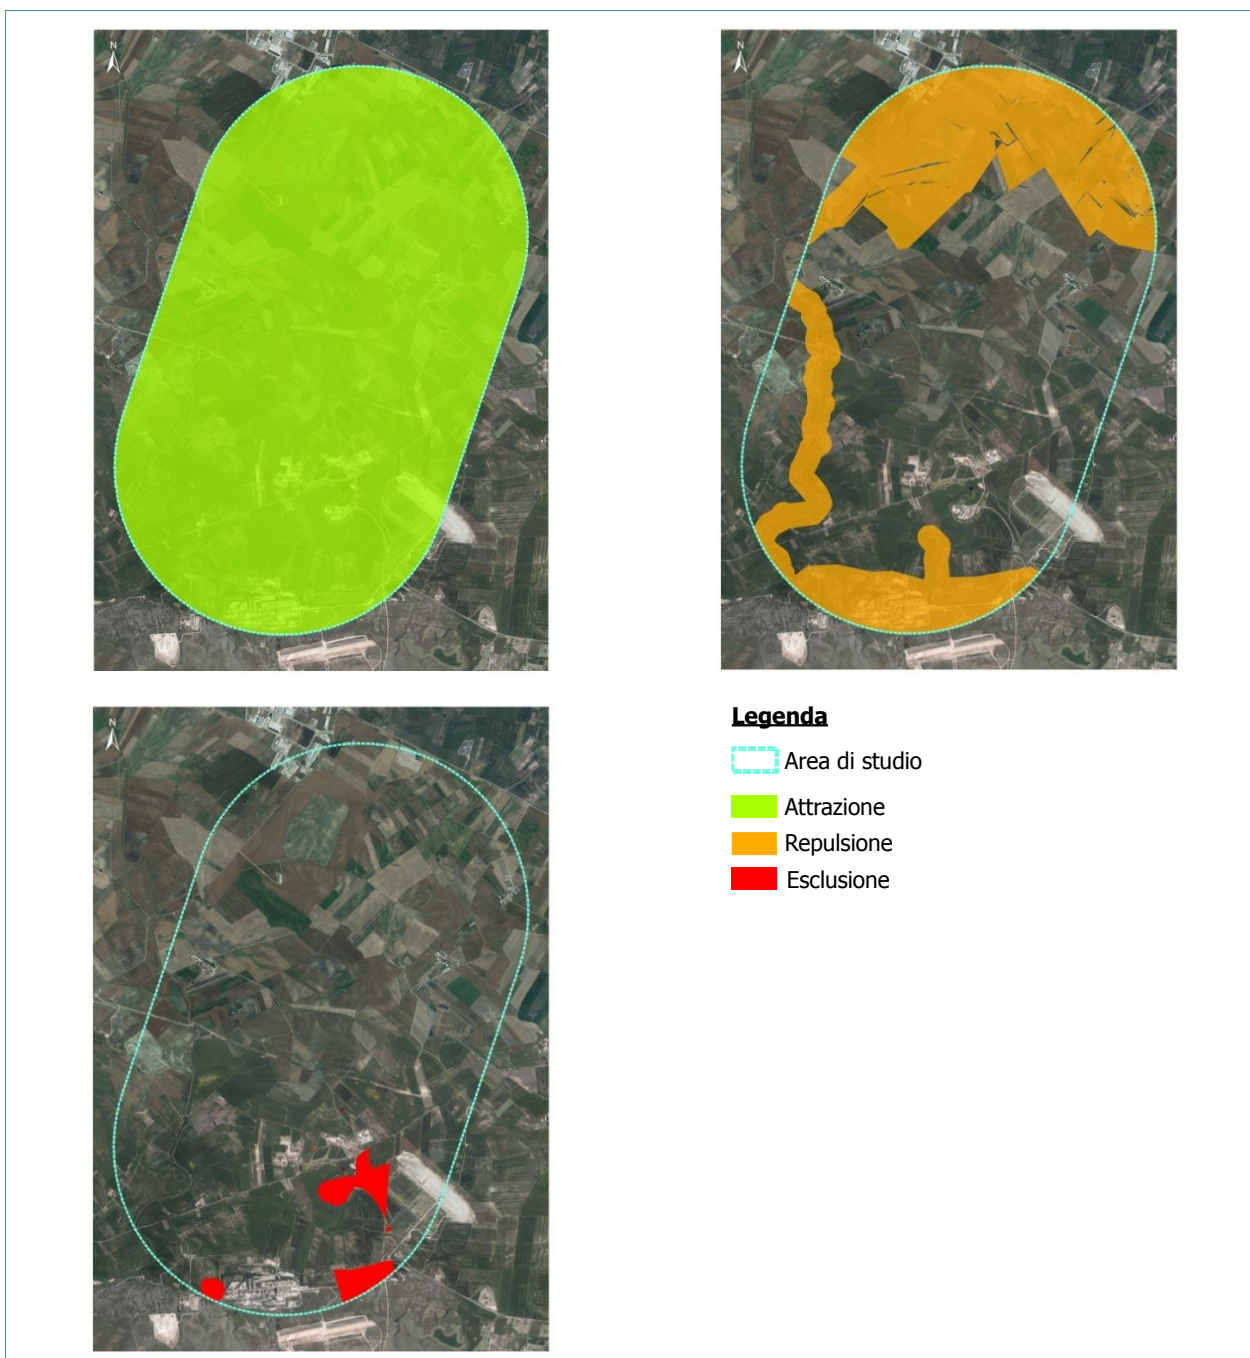 N
N
N
Legenda
Area di studio
Attrazione
Repulsione
Esclusione